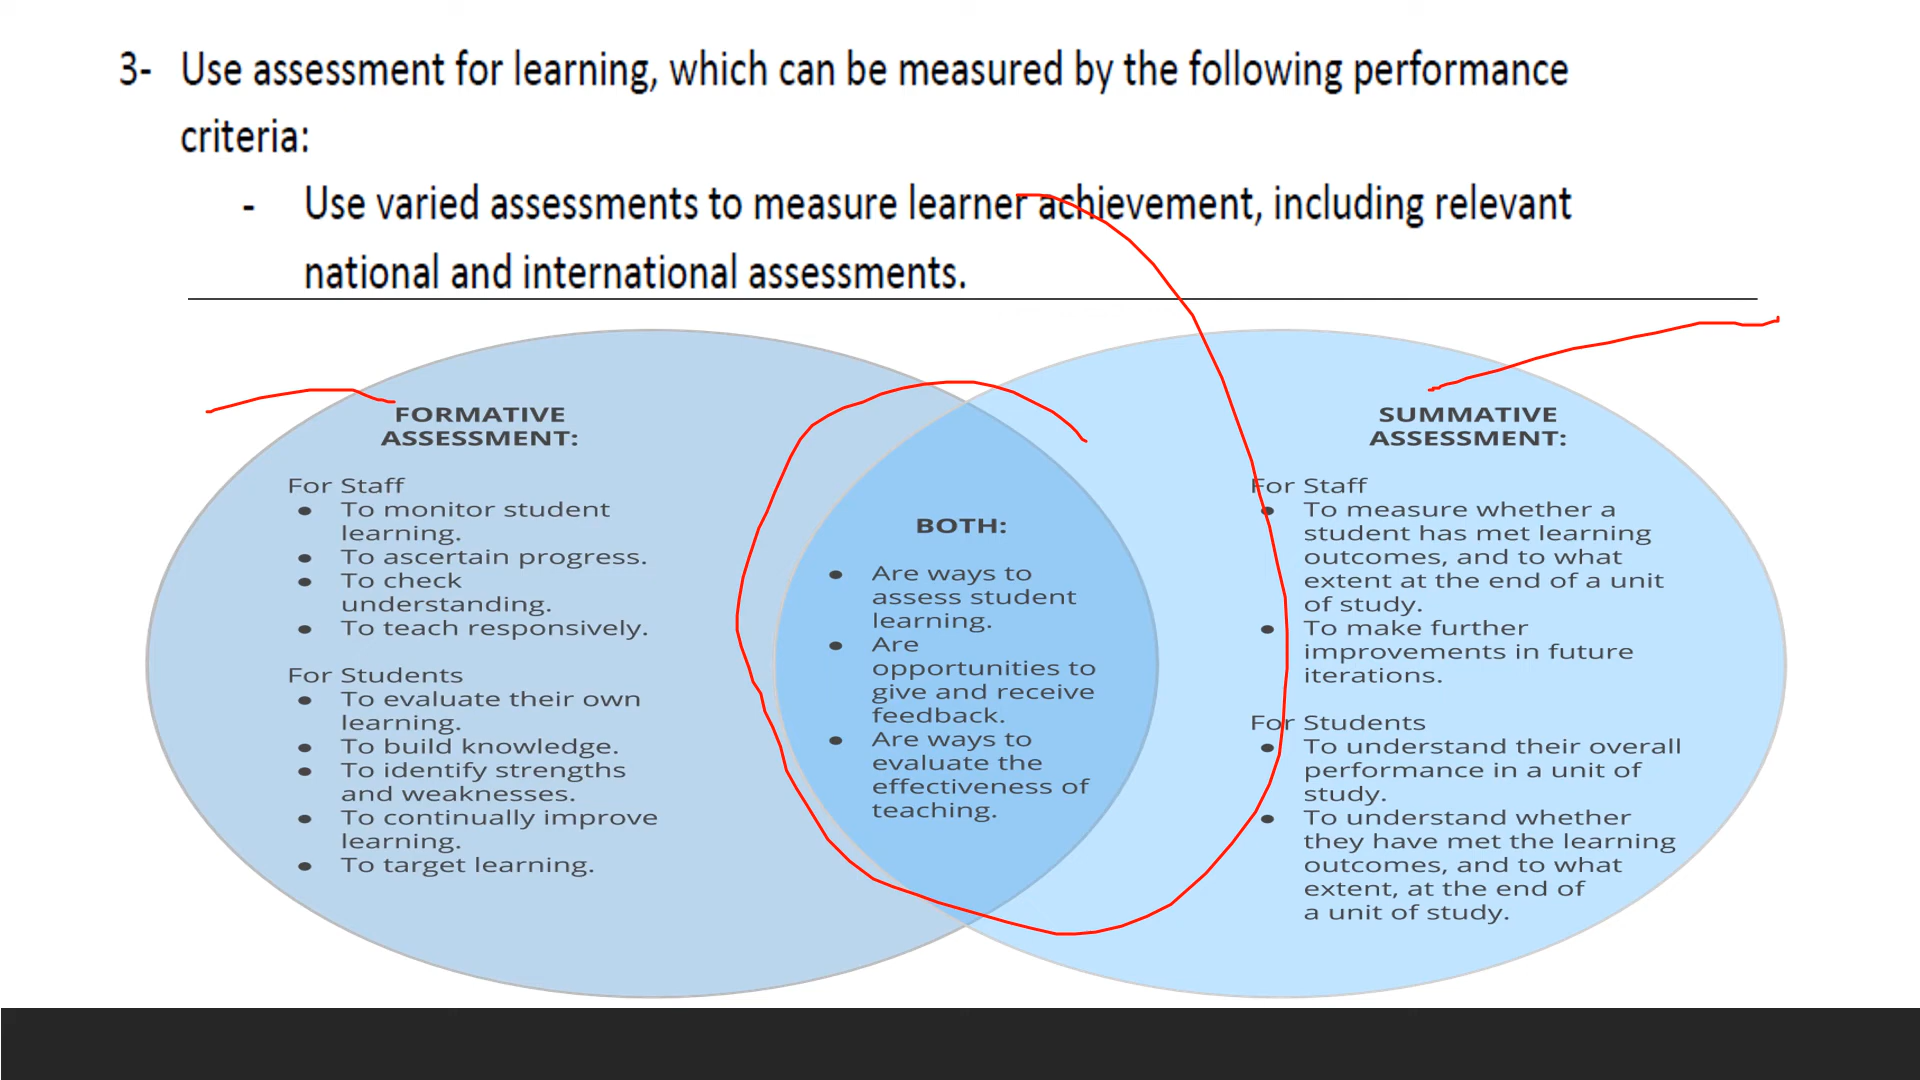 3- Use assessment for learning, which can be measured by the following performance
criteria:
- Use varied assessments to measure learner achievement, including relevant
national and international assessments.
FORMATIVE
ASSESSMENT:
For Staff
● To monitor student
learning.
● To ascertain progress.
● To check
understanding.
● To teach responsively.
For Students
● To evaluate their own
learning.
● To build knowledge.
● To identify strengths
and weaknesses.
● To continually improve
learning.
● To target learning.
BOTH:
● Are ways to
assess student
learning.
● Are
opportunities to
give and receive
feedback.
● Are ways to
evaluate the
effectiveness of
teaching.
SUMMATIVE
ASSESSMENT:
For Staff
● To measure whether a
student has met learning
outcomes, and to what
extent at the end of a unit
of study.
● To make further
improvements in future
iterations.
For Students
● To understand their overall
performance in a unit of
study.
● To understand whether
they have met the learning
outcomes, and to what
extent, at the end of
a unit of study.